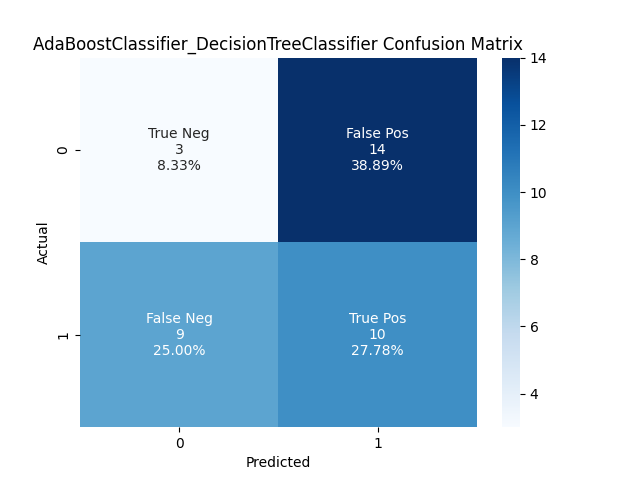 AdaBoostClassifier_DecisionTreeClassifier Confusion Matrix
True Neg
3
8.33%
False Pos
14
38.89%
False Neg
9
25.00%
True Pos
10
27.78%
0
1
Actual
0
1
Predicted
14
12
10
8
6
4